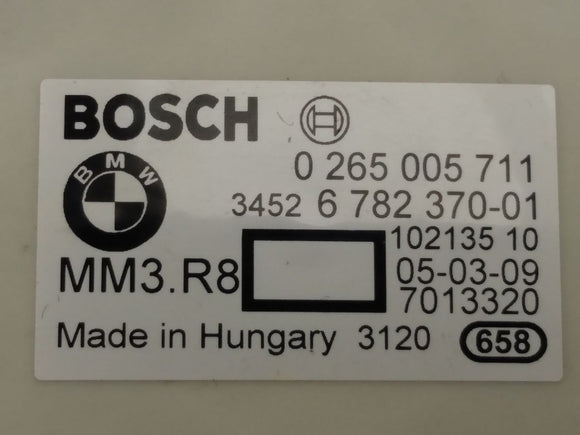 BOSCH
0 265 005 711
BMW
3452 6 782 370-01
102135 10
MM3.R8
05-03-09
7013320
Made in Hungary 3120 658